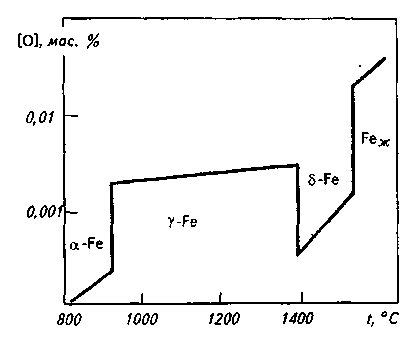 [O], мас. %
0,01
0,001
α-Fe
γ-Fe
δ-Fe
Feж
800
1000
1200
1400
t, °C